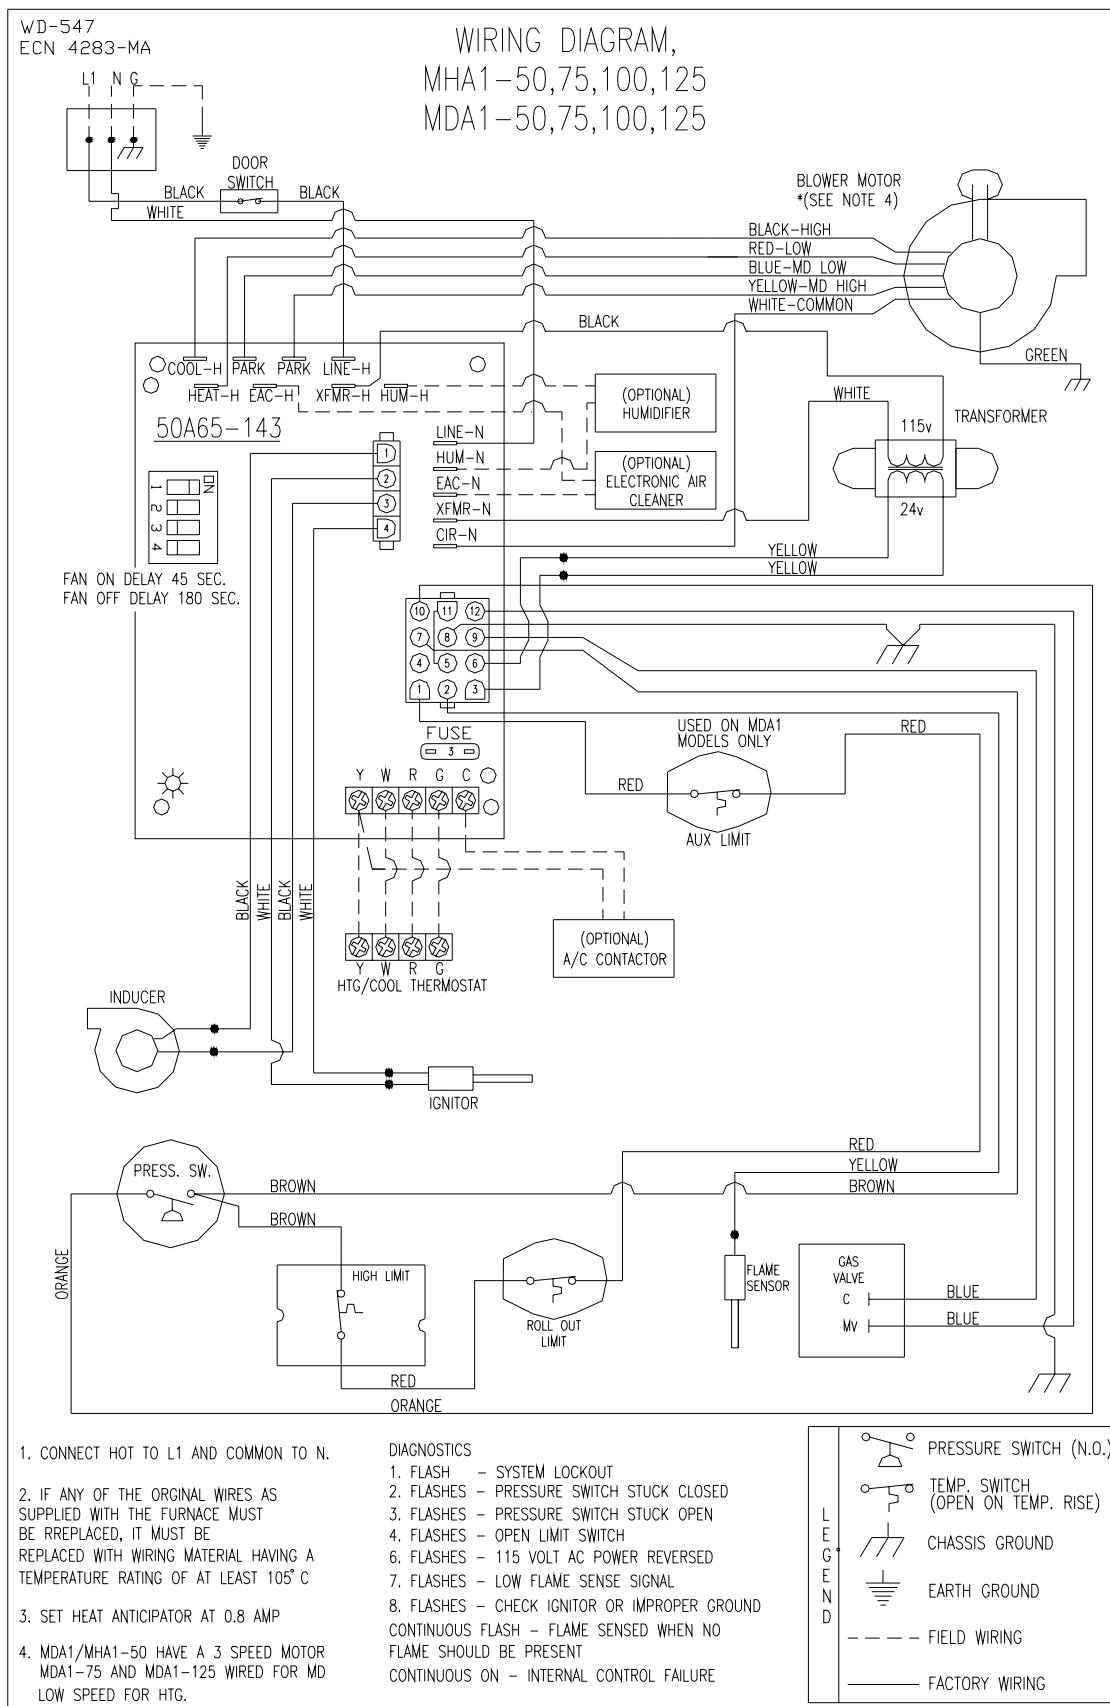 WD-547
ECN 4283-MA
WIRING DIAGRAM,
MHA1-50,75,100,125
MDA1-50,75,100,125
L1 N G
DOOR
SWITCH
BLACK
BLACK
WHITE
BLOWER MOTOR
*(SEE NOTE 4)
BLACK-HIGH
RED-LOW
BLUE-MD LOW
YELLOW-MD HIGH
WHITE-COMMON
BLACK
GREEN
COOL-H PARK PARK LINE-H
HEAT-H EAC-H XFMR-H HUM-H
50A65-143
(OPTIONAL)
HUMIDIFIER
WHITE
TRANSFORMER
115v
24v
LINE-N
HUM-N
EAC-N
XFMR-N
CIR-N
(OPTIONAL)
ELECTRONIC AIR
CLEANER
1
2
3
4
ON
1
2
3
4
FAN ON DELAY 45 SEC.
FAN OFF DELAY 180 SEC.
YELLOW
YELLOW
10 11 12
7 8 9
4 5 6
1 2 3
FUSE
3
USED ON MDA1
MODELS ONLY
RED
RED
AUX LIMIT
Y W R G C
BLACK
WHITE
BLACK
WHITE
(OPTIONAL)
A/C CONTACTOR
Y W R G
HTG/COOL THERMOSTAT
INDUCER
IGNITOR
RED
YELLOW
BROWN
PRESS. SW.
BROWN
BROWN
ORANGE
HIGH LIMIT
ROLL OUT
LIMIT
FLAME
SENSOR
GAS
VALVE
C
MV
BLUE
BLUE
RED
ORANGE
1. CONNECT HOT TO L1 AND COMMON TO N.
2. IF ANY OF THE ORGINAL WIRES AS
SUPPLIED WITH THE FURNACE MUST
BE RREPLACED, IT MUST BE
REPLACED WITH WIRING MATERIAL HAVING A
TEMPERATURE RATING OF AT LEAST 105° C
3. SET HEAT ANTICIPATOR AT 0.8 AMP
4. MDA1/MHA1-50 HAVE A 3 SPEED MOTOR
MDA1-75 AND MDA1-125 WIRED FOR MD
LOW SPEED FOR HTG.
DIAGNOSTICS
1. FLASH - SYSTEM LOCKOUT
2. FLASHES - PRESSURE SWITCH STUCK CLOSED
3. FLASHES - PRESSURE SWITCH STUCK OPEN
4. FLASHES - OPEN LIMIT SWITCH
6. FLASHES - 115 VOLT AC POWER REVERSED
7. FLASHES - LOW FLAME SENSE SIGNAL
8. FLASHES - CHECK IGNITOR OR IMPROPER GROUND
CONTINUOUS FLASH - FLAME SENSED WHEN NO
FLAME SHOULD BE PRESENT
CONTINUOUS ON - INTERNAL CONTROL FAILURE
LEGEND
PRESSURE SWITCH (N.O.)
TEMP. SWITCH
(OPEN ON TEMP. RISE)
CHASSIS GROUND
EARTH GROUND
FIELD WIRING
FACTORY WIRING